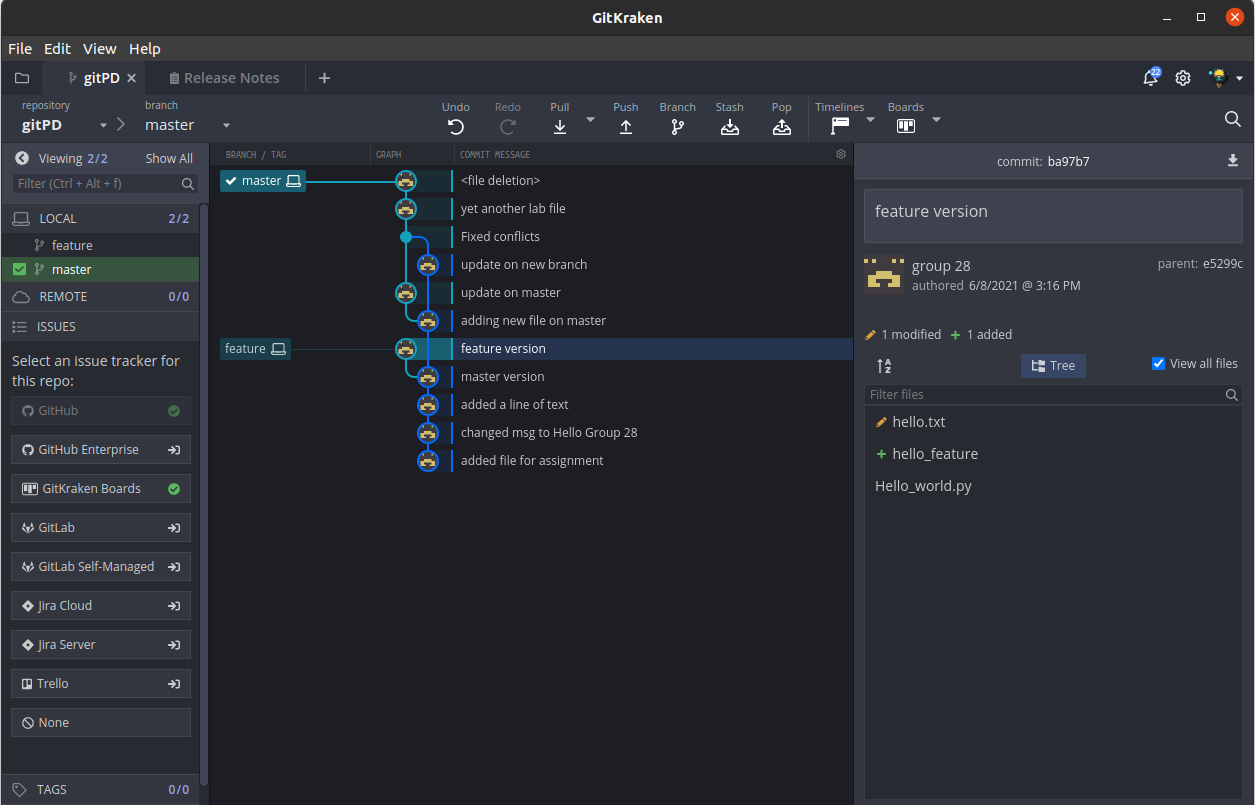 GitKraken
File Edit View Help
gitPD Release Notes
22
repository
gitPD
branch
master
Undo Redo Pull Push Branch Stash Pop Timelines Boards
Viewing 2/2 Show All
Filter (Ctrl + Alt + f)
LOCAL 2/2
feature
master
REMOTE 0/0
ISSUES
Select an issue tracker for
this repo:
GitHub
GitHub Enterprise
GitKraken Boards
GitLab
GitLab Self-Managed
Jira Cloud
Jira Server
Trello
None
TAGS 0/0
BRANCH / TAG GRAPH COMMIT MESSAGE
master <file deletion>
yet another lab file
Fixed conflicts
update on new branch
update on master
adding new file on master
feature feature version
master version
added a line of text
changed msg to Hello Group 28
added file for assignment
commit: ba97b7
feature version
group 28
authored 6/8/2021 @ 3:16 PM
parent: e5299c
1 modified + 1 added
A
Z
Tree
View all files
Filter files
hello.txt
+ hello_feature
Hello_world.py